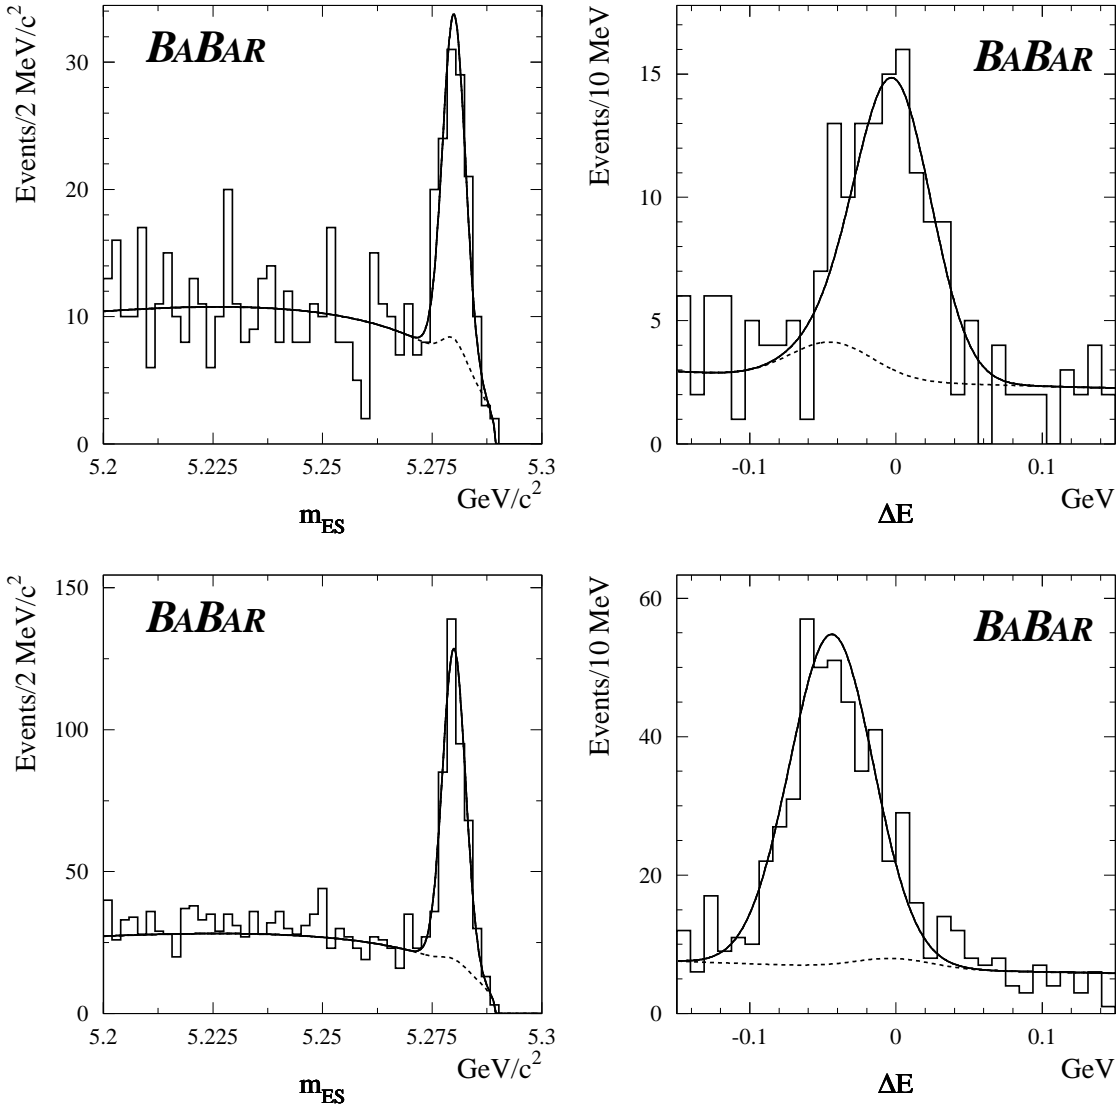 Events/2 MeV/c²
BABAR
30
20
10
0
5.2 5.225 5.25 5.275 5.3
GeV/c²
m_ES
Events/10 MeV
BABAR
15
10
5
0
-0.1 0 0.1
GeV
ΔE
Events/2 MeV/c²
BABAR
150
100
50
0
5.2 5.225 5.25 5.275 5.3
GeV/c²
m_ES
Events/10 MeV
BABAR
60
40
20
0
-0.1 0 0.1
GeV
ΔE